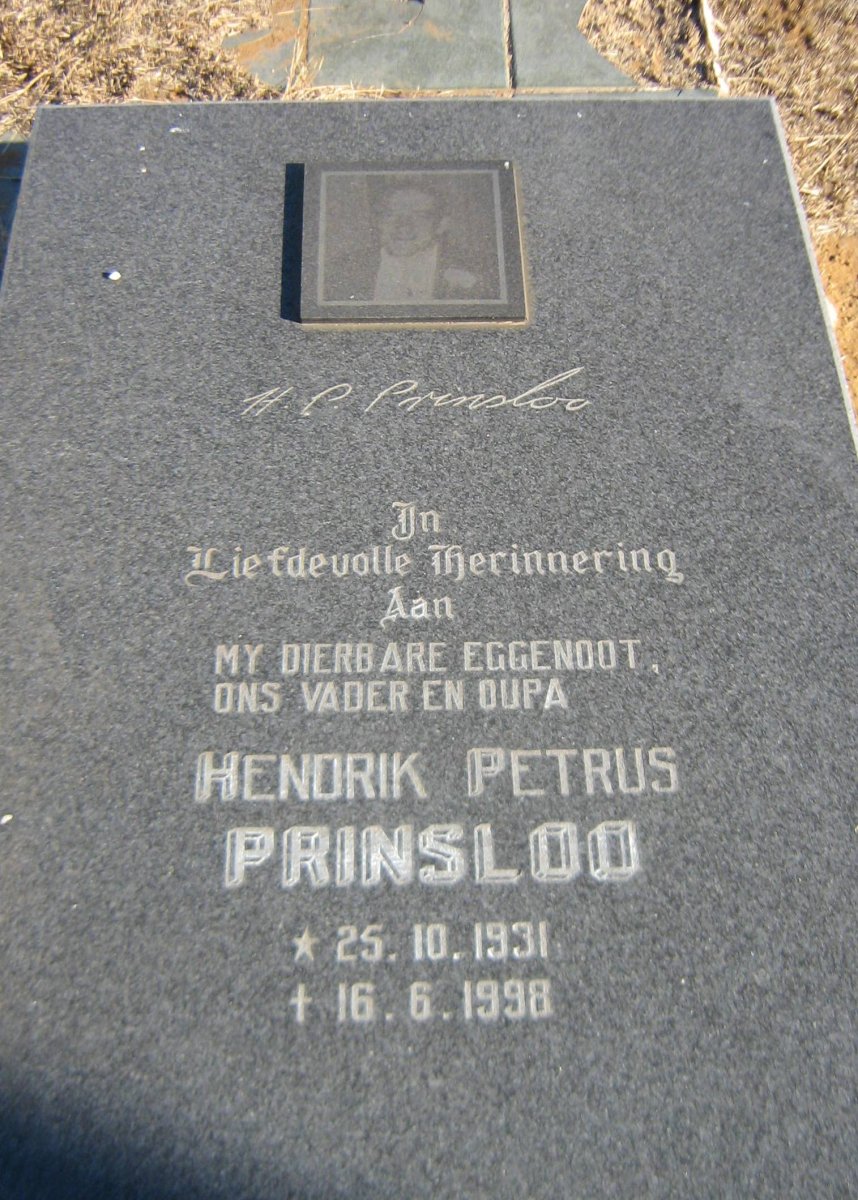 H. P. Prinsloo
In
Liefdevolle Herinnering
Aan
MY DIERBARE EGGENOOT,
ONS VADER EN OUPA
HENDRIK PETRUS
PRINSLOO
★ 25. 10. 1931
† 16. 6. 1998